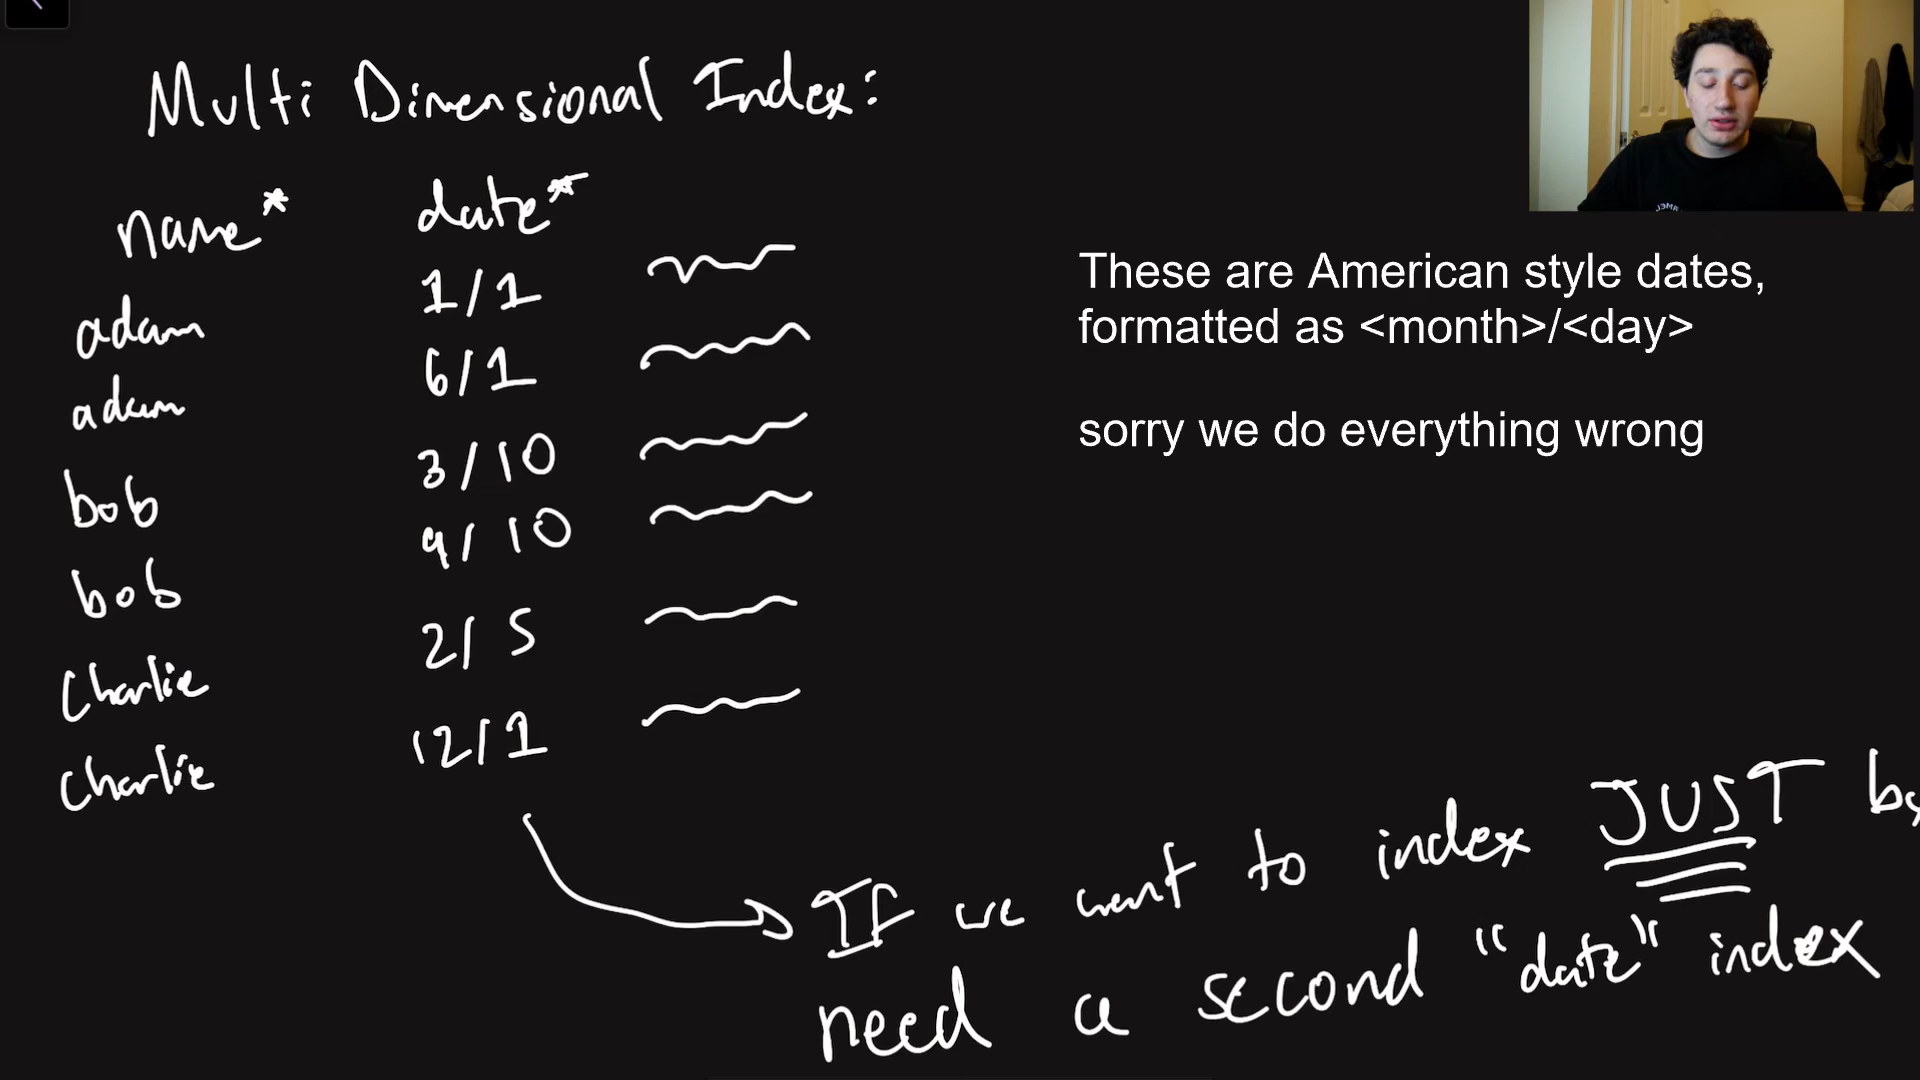 Multi Dimensional Index:
name* date*
adam 1/1
adam 6/1
bob 3/10
bob 9/10
Charlie 2/5
Charlie 12/1
These are American style dates,
formatted as <month>/<day>
sorry we do everything wrong
If we want to index JUST
need a second "date" index